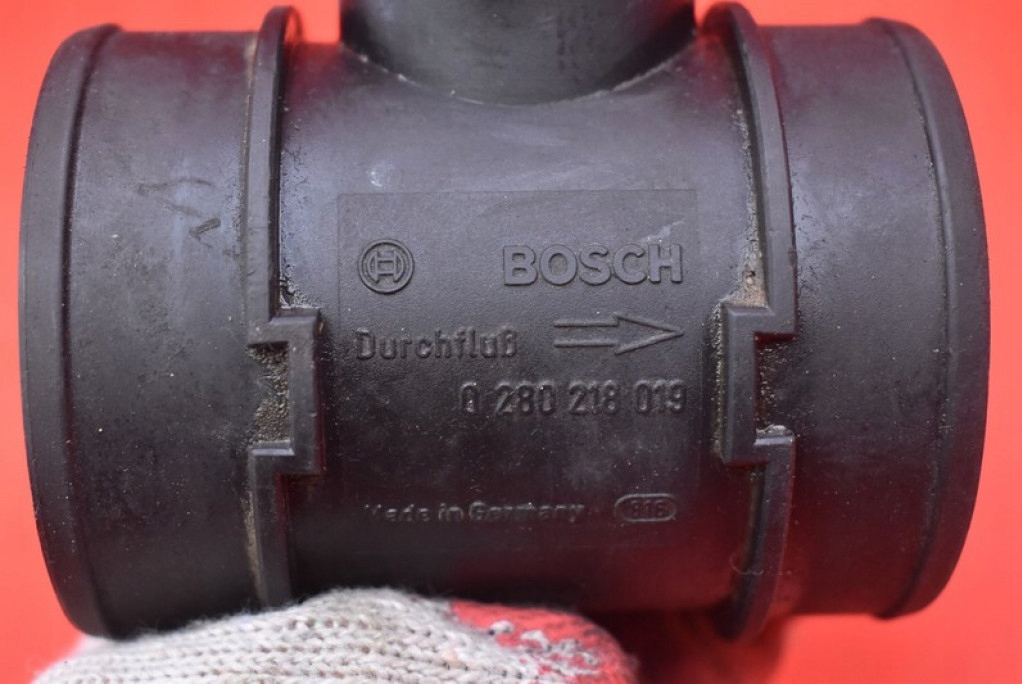 BOSCH
Durchfluß
0 280 218 019
Made in Germany 816